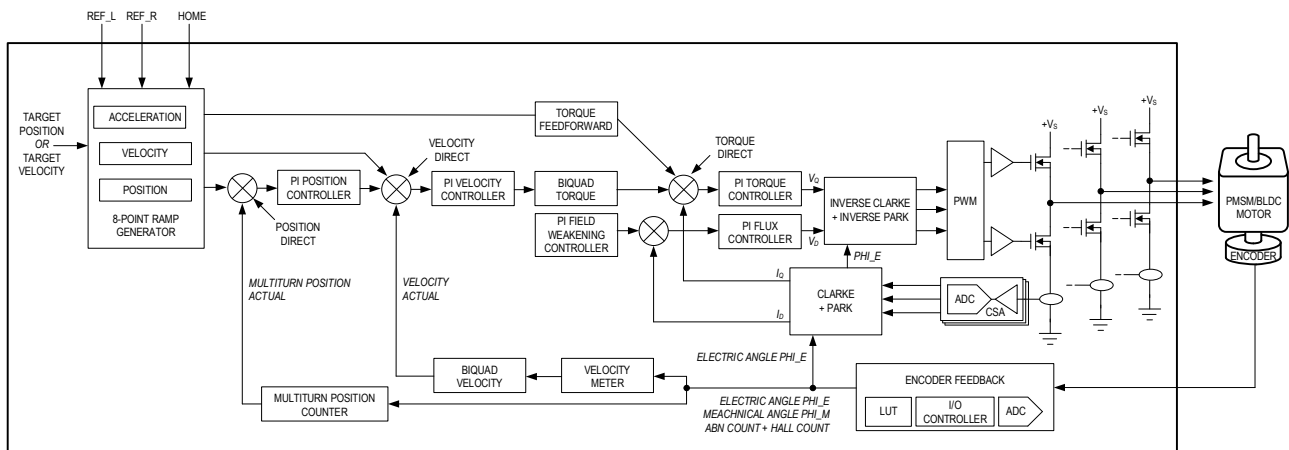 REF_L
REF_R
HOME
TARGET
POSITION
OR
TARGET
VELOCITY
ACCELERATION
VELOCITY
POSITION
8-POINT RAMP
GENERATOR
POSITION
DIRECT
PI POSITION
CONTROLLER
VELOCITY
DIRECT
PI VELOCITY
CONTROLLER
TORQUE
FEEDFORWARD
BIQUAD
TORQUE
PI FIELD
WEAKENING
CONTROLLER
TORQUE
DIRECT
PI TORQUE
CONTROLLER
PI FLUX
CONTROLLER
VQ
VD
INVERSE CLARKE
+ INVERSE PARK
PWM
+VS
+VS
+VS
PMSM/BLDC
MOTOR
ENCODER
PHI_E
IQ
ID
CLARKE
+ PARK
ADC
CSA
MULTITURN POSITION
ACTUAL
VELOCITY
ACTUAL
ELECTRIC ANGLE PHI_E
BIQUAD
VELOCITY
VELOCITY
METER
MULTITURN POSITION
COUNTER
ELECTRIC ANGLE PHI_E
MEACHNICAL ANGLE PHI_M
ABN COUNT + HALL COUNT
ENCODER FEEDBACK
LUT
I/O
CONTROLLER
ADC